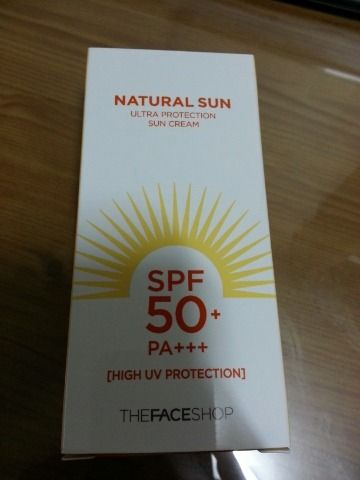 NATURAL SUN
ULTRA PROTECTION
SUN CREAM
SPF
50+
PA+++
[HIGH UV PROTECTION]
THEFACESHOP